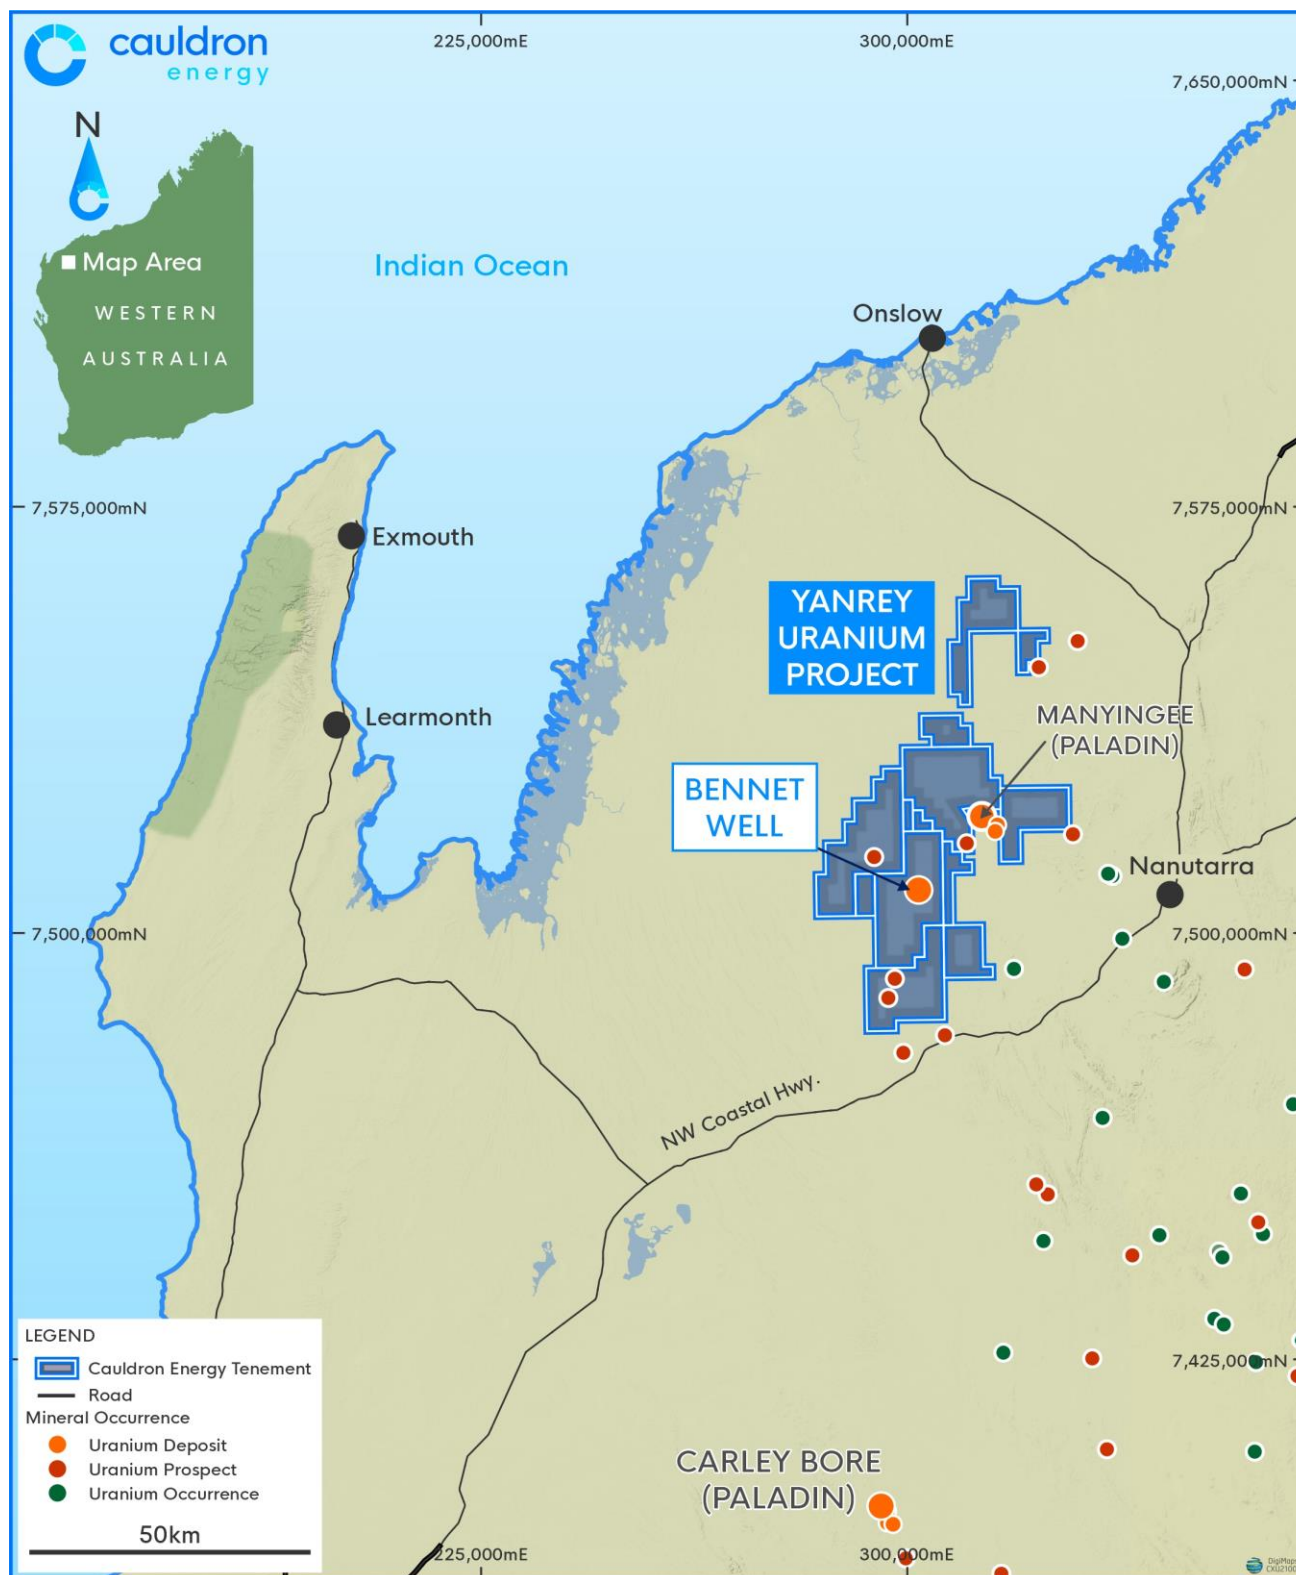 cauldron
energy
225,000mE
300,000mE
7,650,000mN
N
Map Area
WESTERN
AUSTRALIA
Indian Ocean
Onslow
7,575,000mN
7,575,000mN
Exmouth
YANREY
URANIUM
PROJECT
Learmonth
MANYINGEE
(PALADIN)
BENNET
WELL
Nanutarra
7,500,000mN
7,500,000mN
NW Coastal Hwy.
LEGEND
Cauldron Energy Tenement
Road
Mineral Occurrence
Uranium Deposit
Uranium Prospect
Uranium Occurrence
50km
7,425,000mN
CARLEY BORE
(PALADIN)
225,000mE
300,000mE
DigiMaps